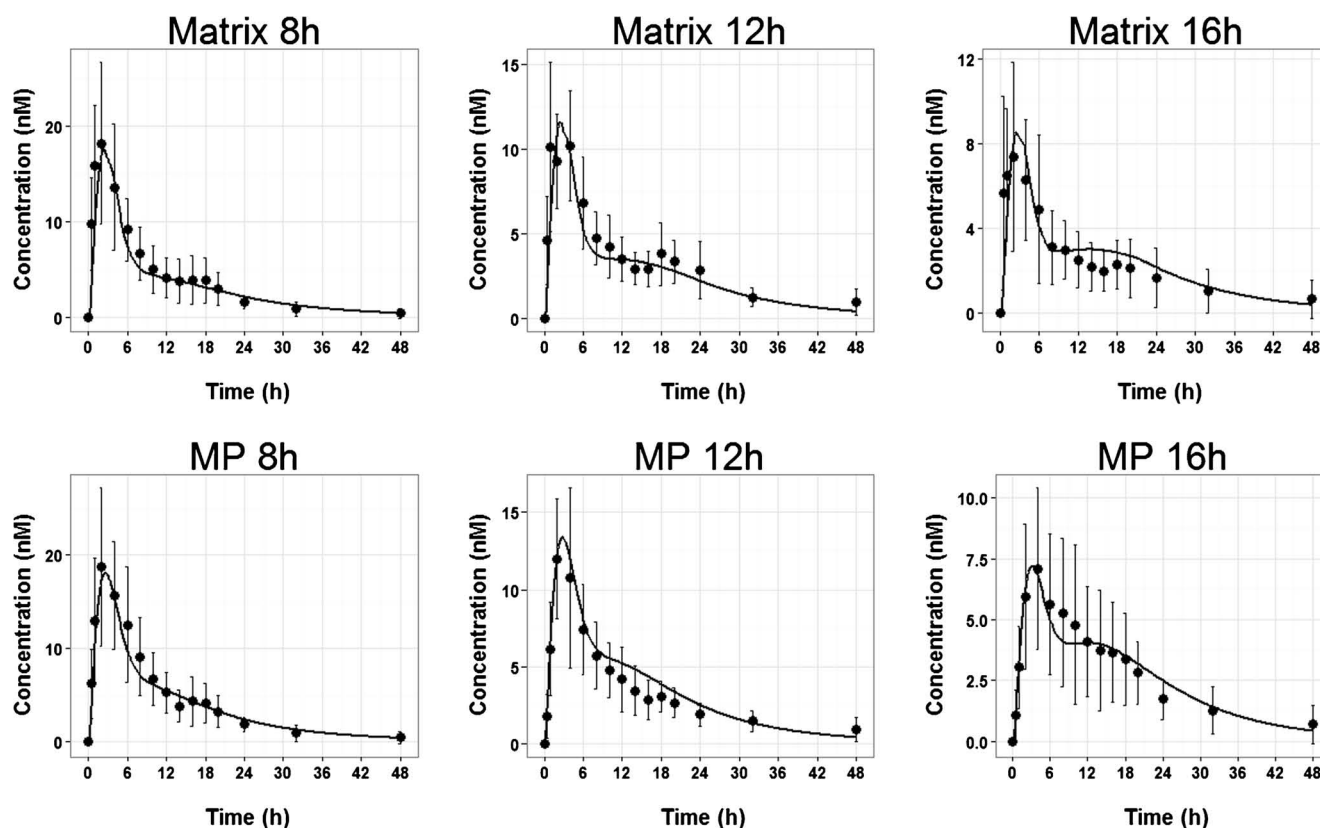 Matrix 8h
Concentration (nM)
20
10
0
0 6 12 18 24 30 36 42 48
Time (h)
Matrix 12h
Concentration (nM)
15
10
5
0
0 6 12 18 24 30 36 42 48
Time (h)
Matrix 16h
Concentration (nM)
12
8
4
0
0 6 12 18 24 30 36 42 48
Time (h)
MP 8h
Concentration (nM)
20
10
0
0 6 12 18 24 30 36 42 48
Time (h)
MP 12h
Concentration (nM)
15
10
5
0
0 6 12 18 24 30 36 42 48
Time (h)
MP 16h
Concentration (nM)
10.0
7.5
5.0
2.5
0.0
0 6 12 18 24 30 36 42 48
Time (h)